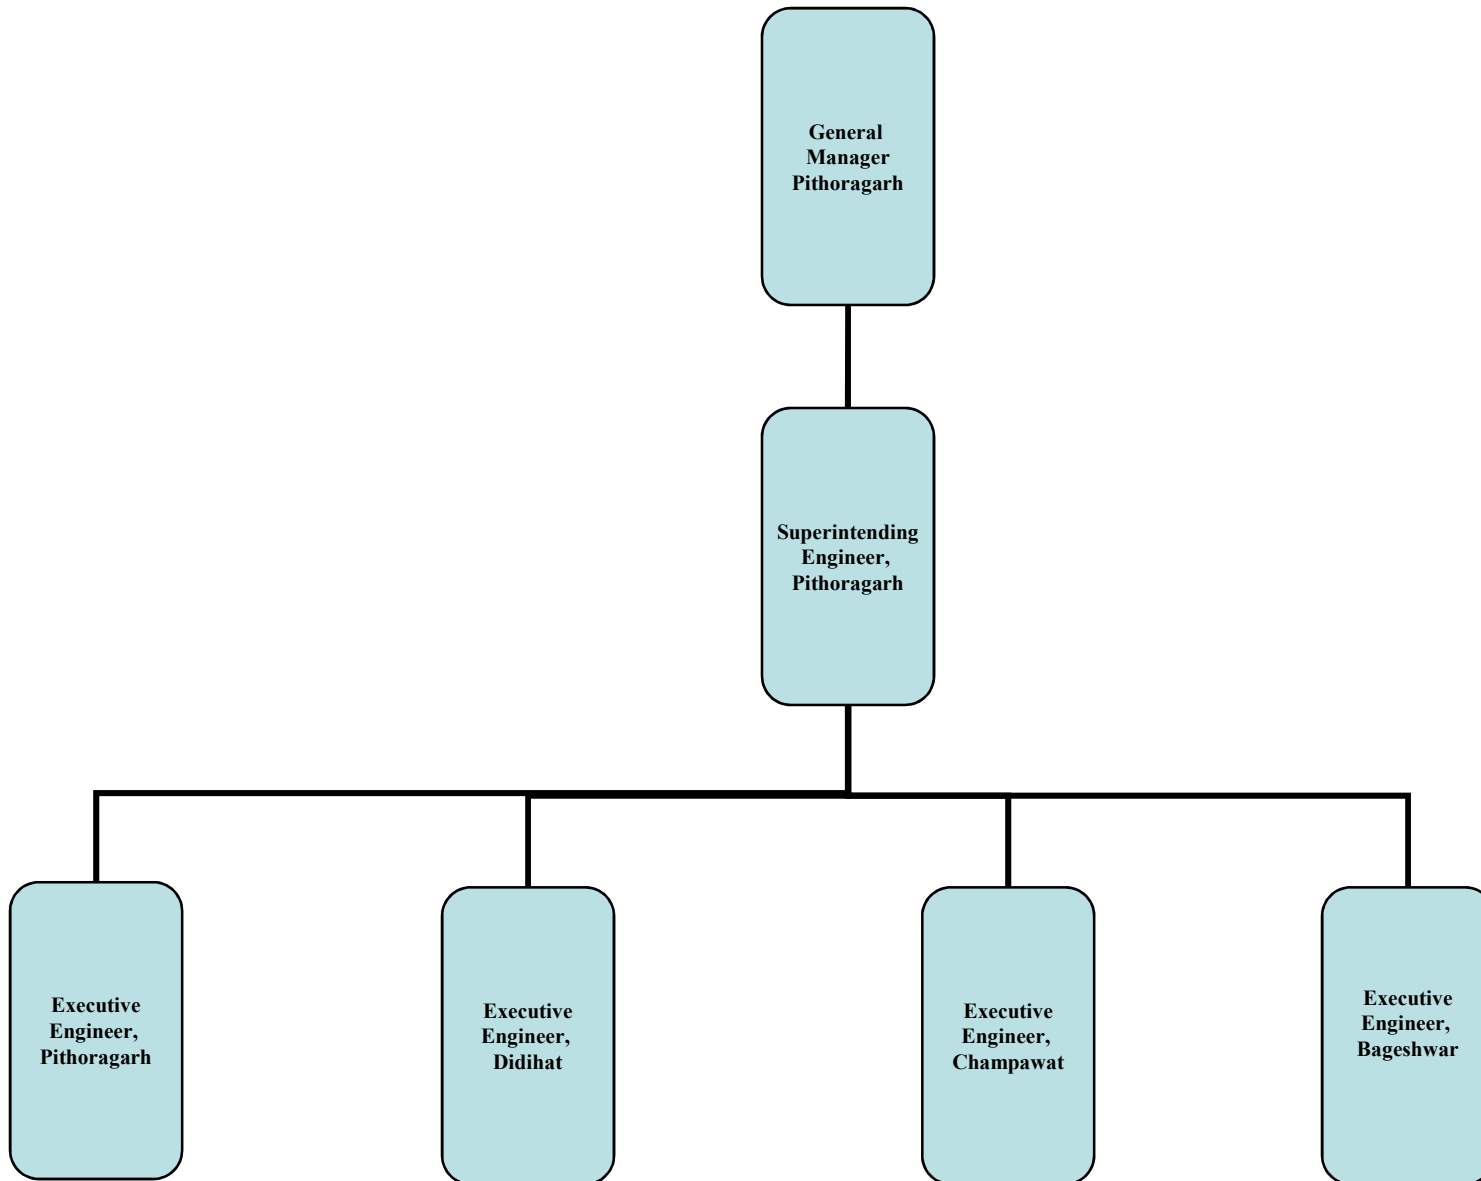 General
Manager
Pithoragarh
Superintending
Engineer,
Pithoragarh
Executive
Engineer,
Pithoragarh
Executive
Engineer,
Didihat
Executive
Engineer,
Champawat
Executive
Engineer,
Bageshwar